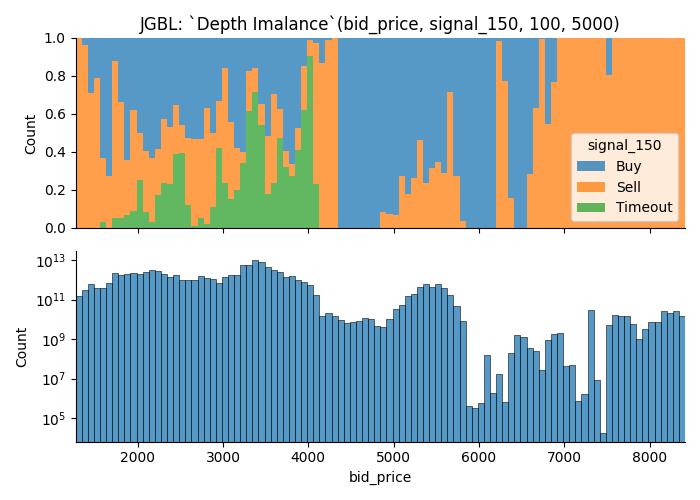 JGBL: `Depth Imalance`(bid_price, signal_150, 100, 5000)
1.0
0.8
0.6
0.4
0.2
0.0
Count
signal_150
Buy
Sell
Timeout
10^13
10^11
10^9
10^7
10^5
Count
2000 3000 4000 5000 6000 7000 8000
bid_price